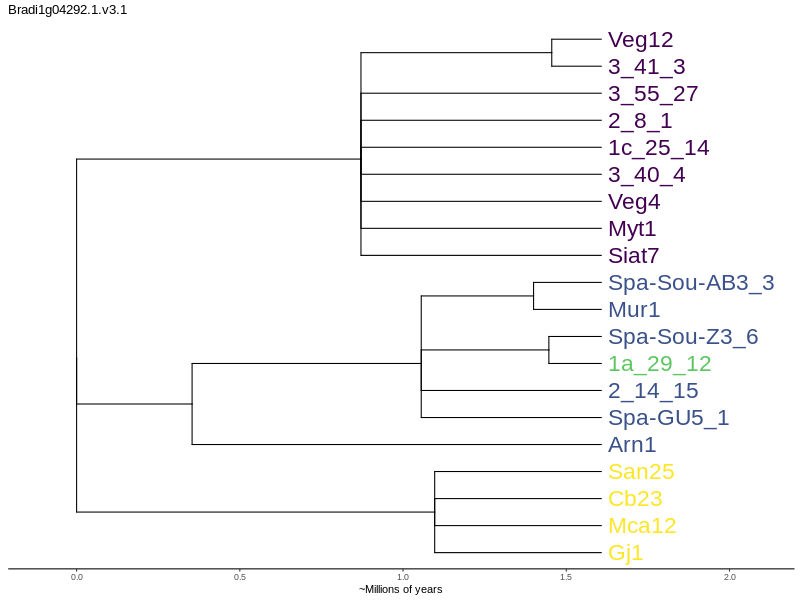 Bradi1g04292.1.v3.1
Veg12
3_41_3
3_55_27
2_8_1
1c_25_14
3_40_4
Veg4
Myt1
Siat7
Spa-Sou-AB3_3
Mur1
Spa-Sou-Z3_6
1a_29_12
2_14_15
Spa-GU5_1
Arn1
San25
Cb23
Mca12
Gj1
0.0 0.5 1.0 1.5 2.0
~Millions of years